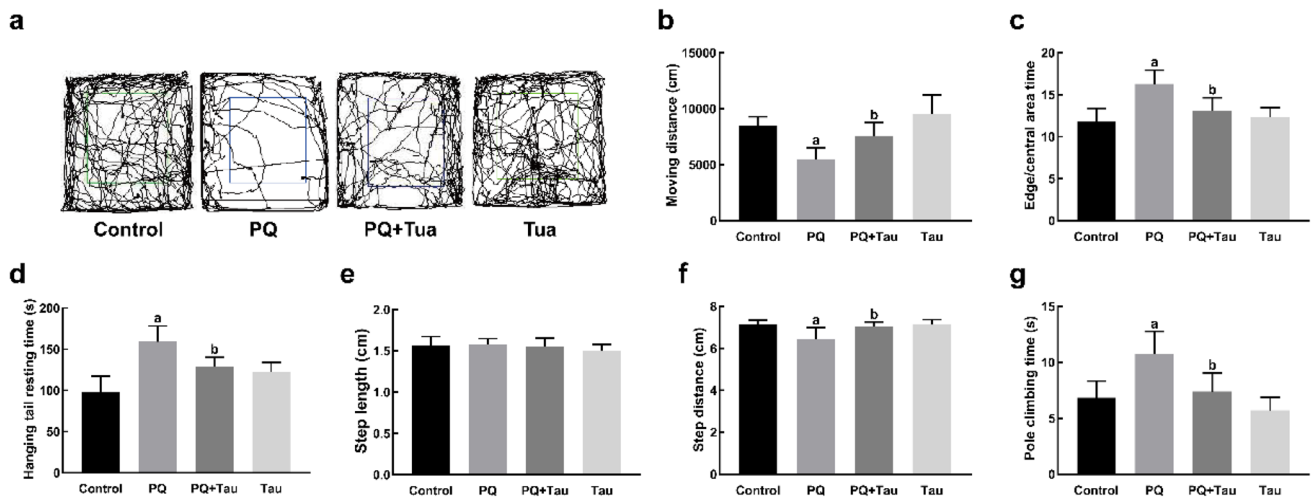 a
Control
PQ
PQ+Tua
Tua
b
Moving distance (cm)
15000
10000
5000
0
a
b
Control
PQ
PQ+Tau
Tau
c
Edge/central area time
20
15
10
5
0
a
b
Control
PQ
PQ+Tau
Tau
d
Hanging tail resting time (s)
200
150
100
50
0
a
b
Control
PQ
PQ+Tau
Tau
e
Step length (cm)
2.0
1.5
1.0
0.5
0.0
Control
PQ
PQ+Tau
Tau
f
Step distance (cm)
8
6
4
2
0
a
b
Control
PQ
PQ+Tau
Tau
g
Pole climbing time (s)
15
10
5
0
a
b
Control
PQ
PQ+Tau
Tau